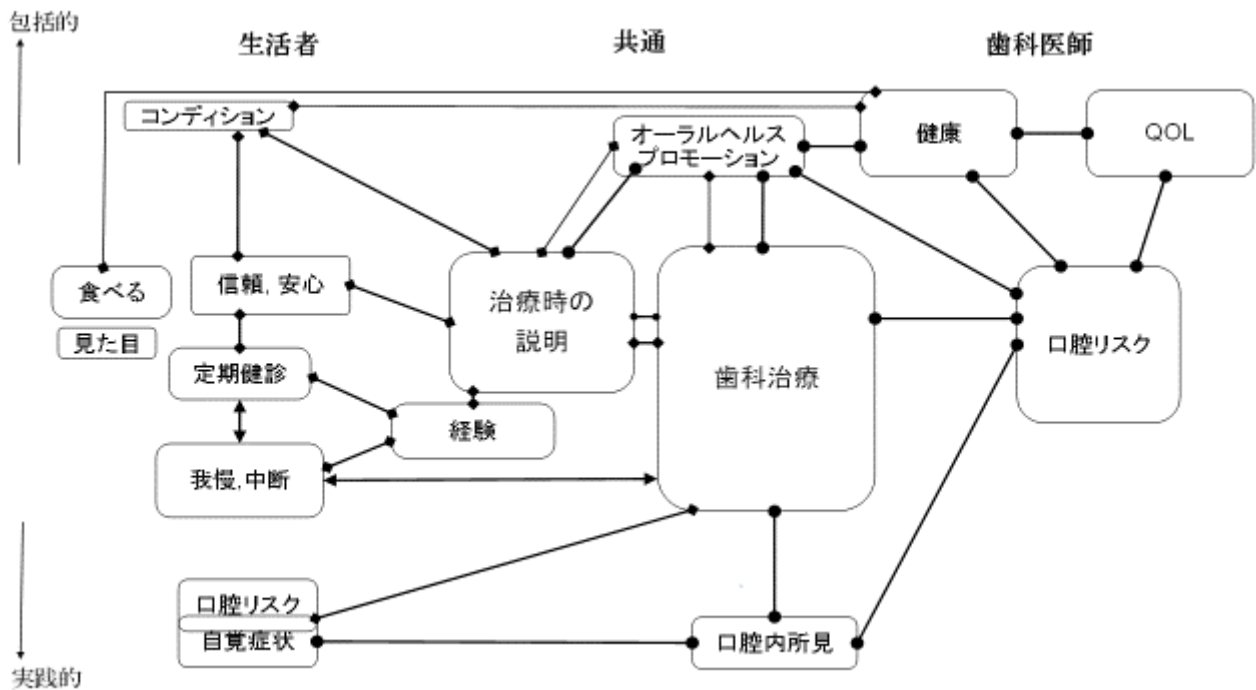 包括的
生活者
共通
歯科医師
コンディション
オーラルヘルス
プロモーション
健康
QOL
食べる
見た目
信頼, 安心
治療時の
説明
定期健診
経験
我慢,中断
歯科治療
口腔リスク
口腔リスク
自覚症状
口腔内所見
実践的